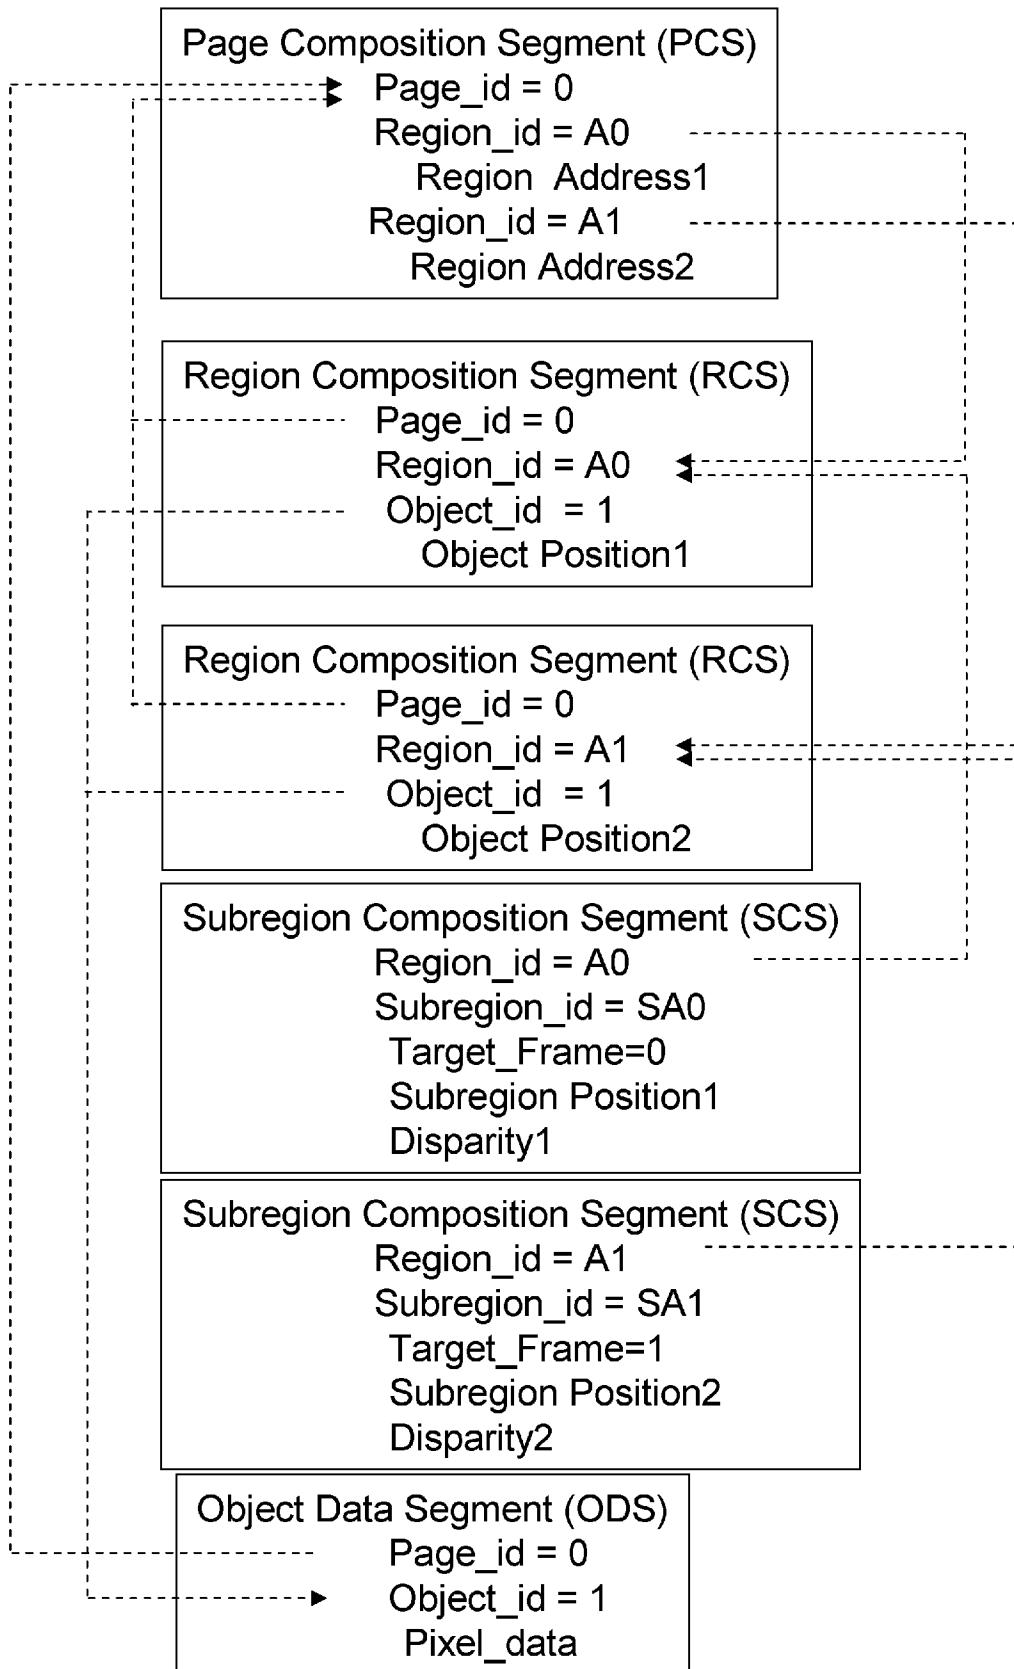 Page Composition Segment (PCS)
Page_id = 0
Region_id = A0
Region Address1
Region_id = A1
Region Address2
Region Composition Segment (RCS)
Page_id = 0
Region_id = A0
Object_id = 1
Object Position1
Region Composition Segment (RCS)
Page_id = 0
Region_id = A1
Object_id = 1
Object Position2
Subregion Composition Segment (SCS)
Region_id = A0
Subregion_id = SA0
Target_Frame=0
Subregion Position1
Disparity1
Subregion Composition Segment (SCS)
Region_id = A1
Subregion_id = SA1
Target_Frame=1
Subregion Position2
Disparity2
Object Data Segment (ODS)
Page_id = 0
Object_id = 1
Pixel_data